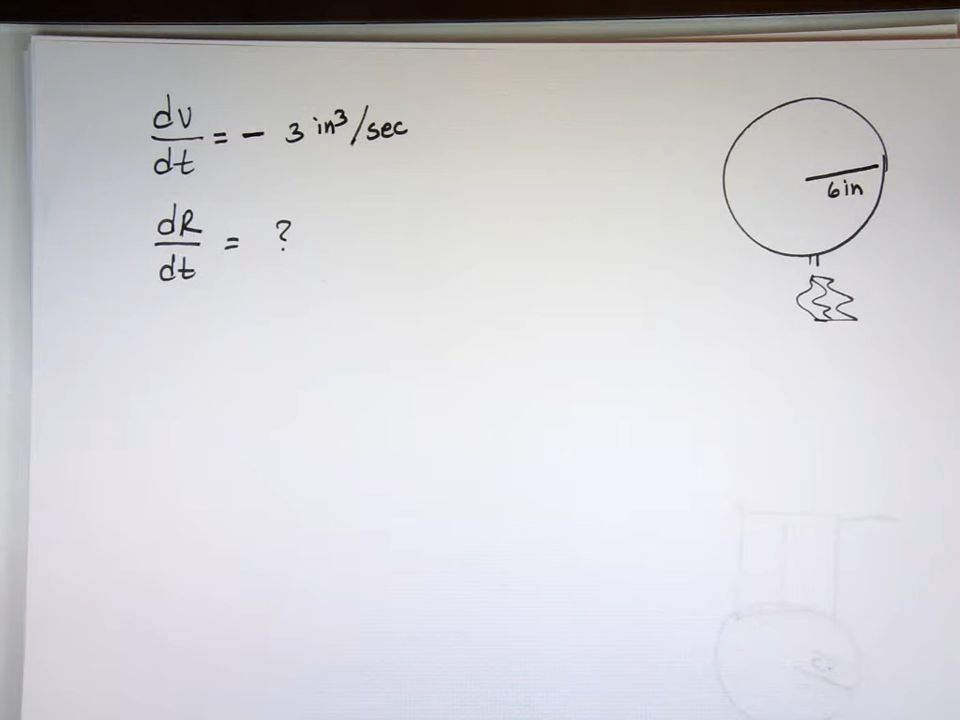 dV/dt = - 3 in³/sec
dR/dt = ?
6in